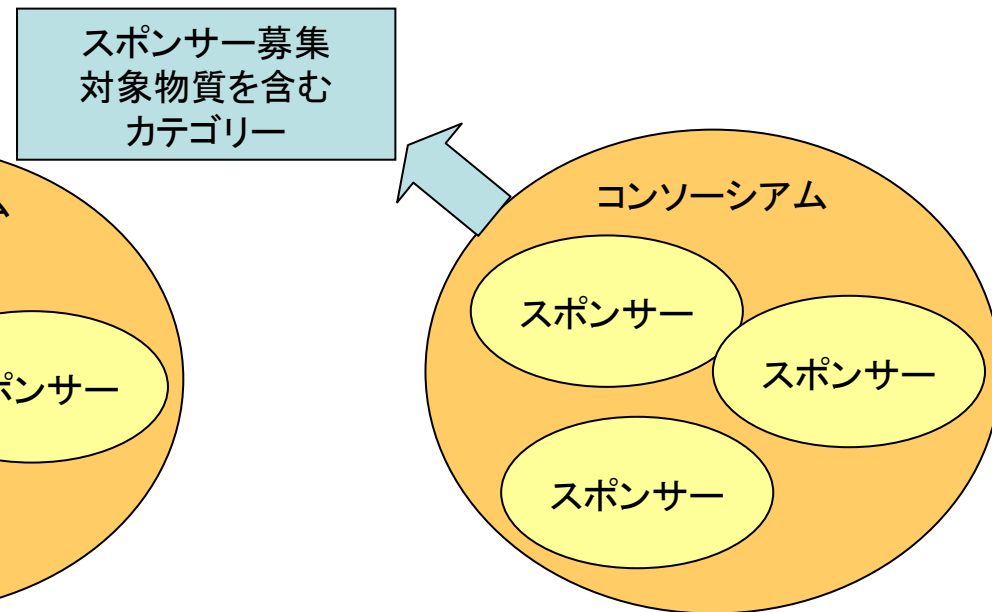 スポンサー募集
対象物質を含む
カテゴリー
コンソーシアム
スポンサー
スポンサー
ポンサー
スポンサー